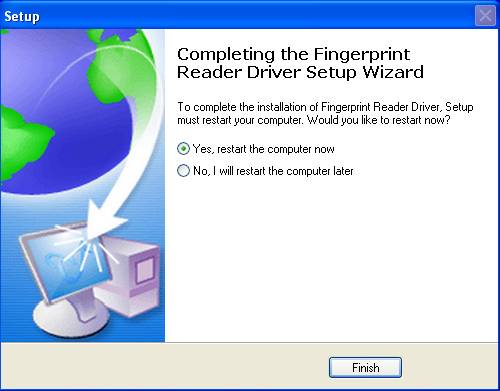 Setup
Completing the Fingerprint
Reader Driver Setup Wizard
To complete the installation of Fingerprint Reader Driver, Setup
must restart your computer. Would you like to restart now?
Yes, restart the computer now
No, I will restart the computer later
Finish